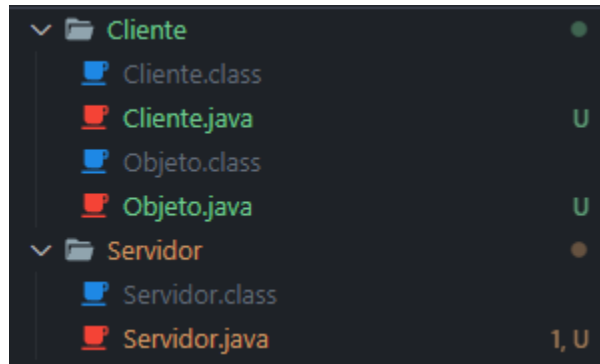 Cliente
Cliente.class
Cliente.java U
Objeto.class
Objeto.java U
Servidor
Servidor.class
Servidor.java 1, U